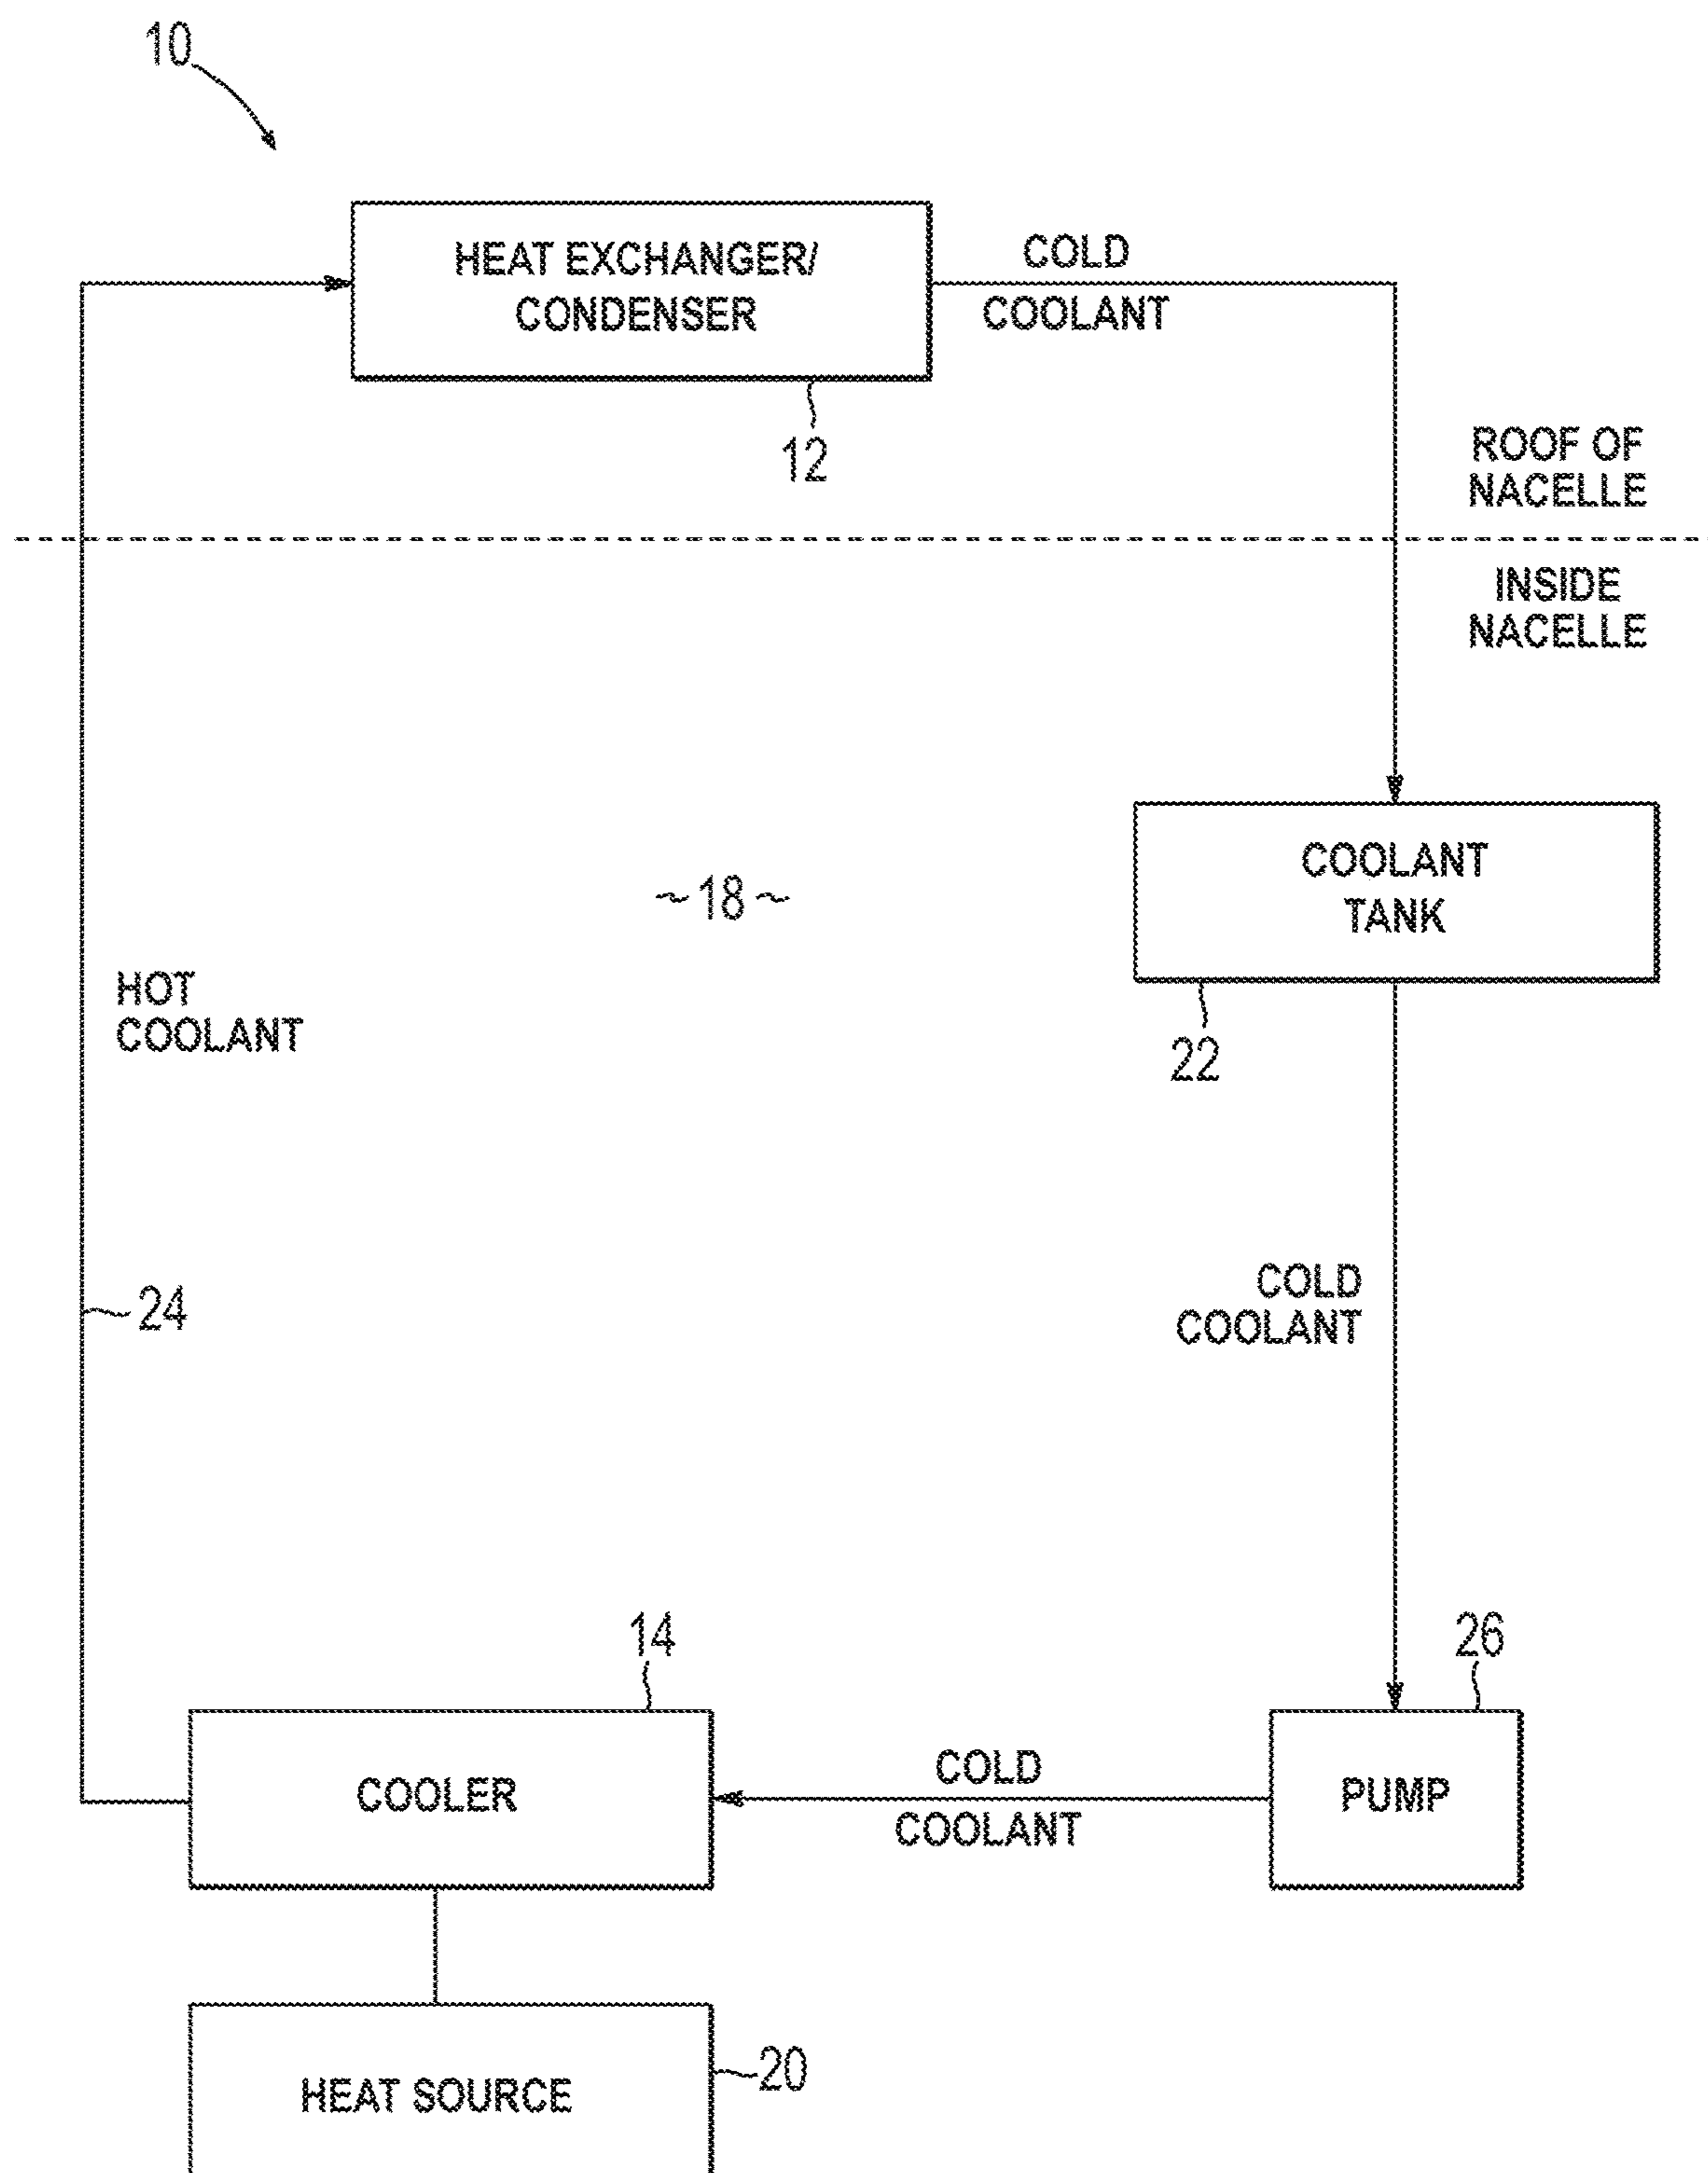 10
HEAT EXCHANGER/
CONDENSER
COLD
COOLANT
12
ROOF OF
NACELLE
INSIDE
NACELLE
COOLANT
TANK
~18~
22
HOT
COOLANT
24
COLD
COOLANT
14
26
COOLER
COLD
COOLANT
PUMP
HEAT SOURCE
20